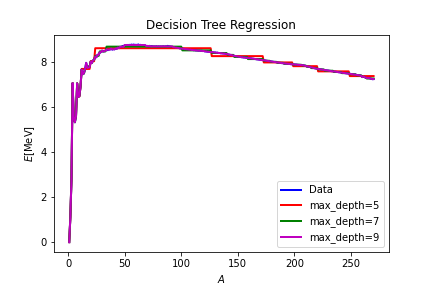 Decision Tree Regression
E[MeV]
8
6
4
2
0
0
50
100
150
200
250
A
Data
max_depth=5
max_depth=7
max_depth=9